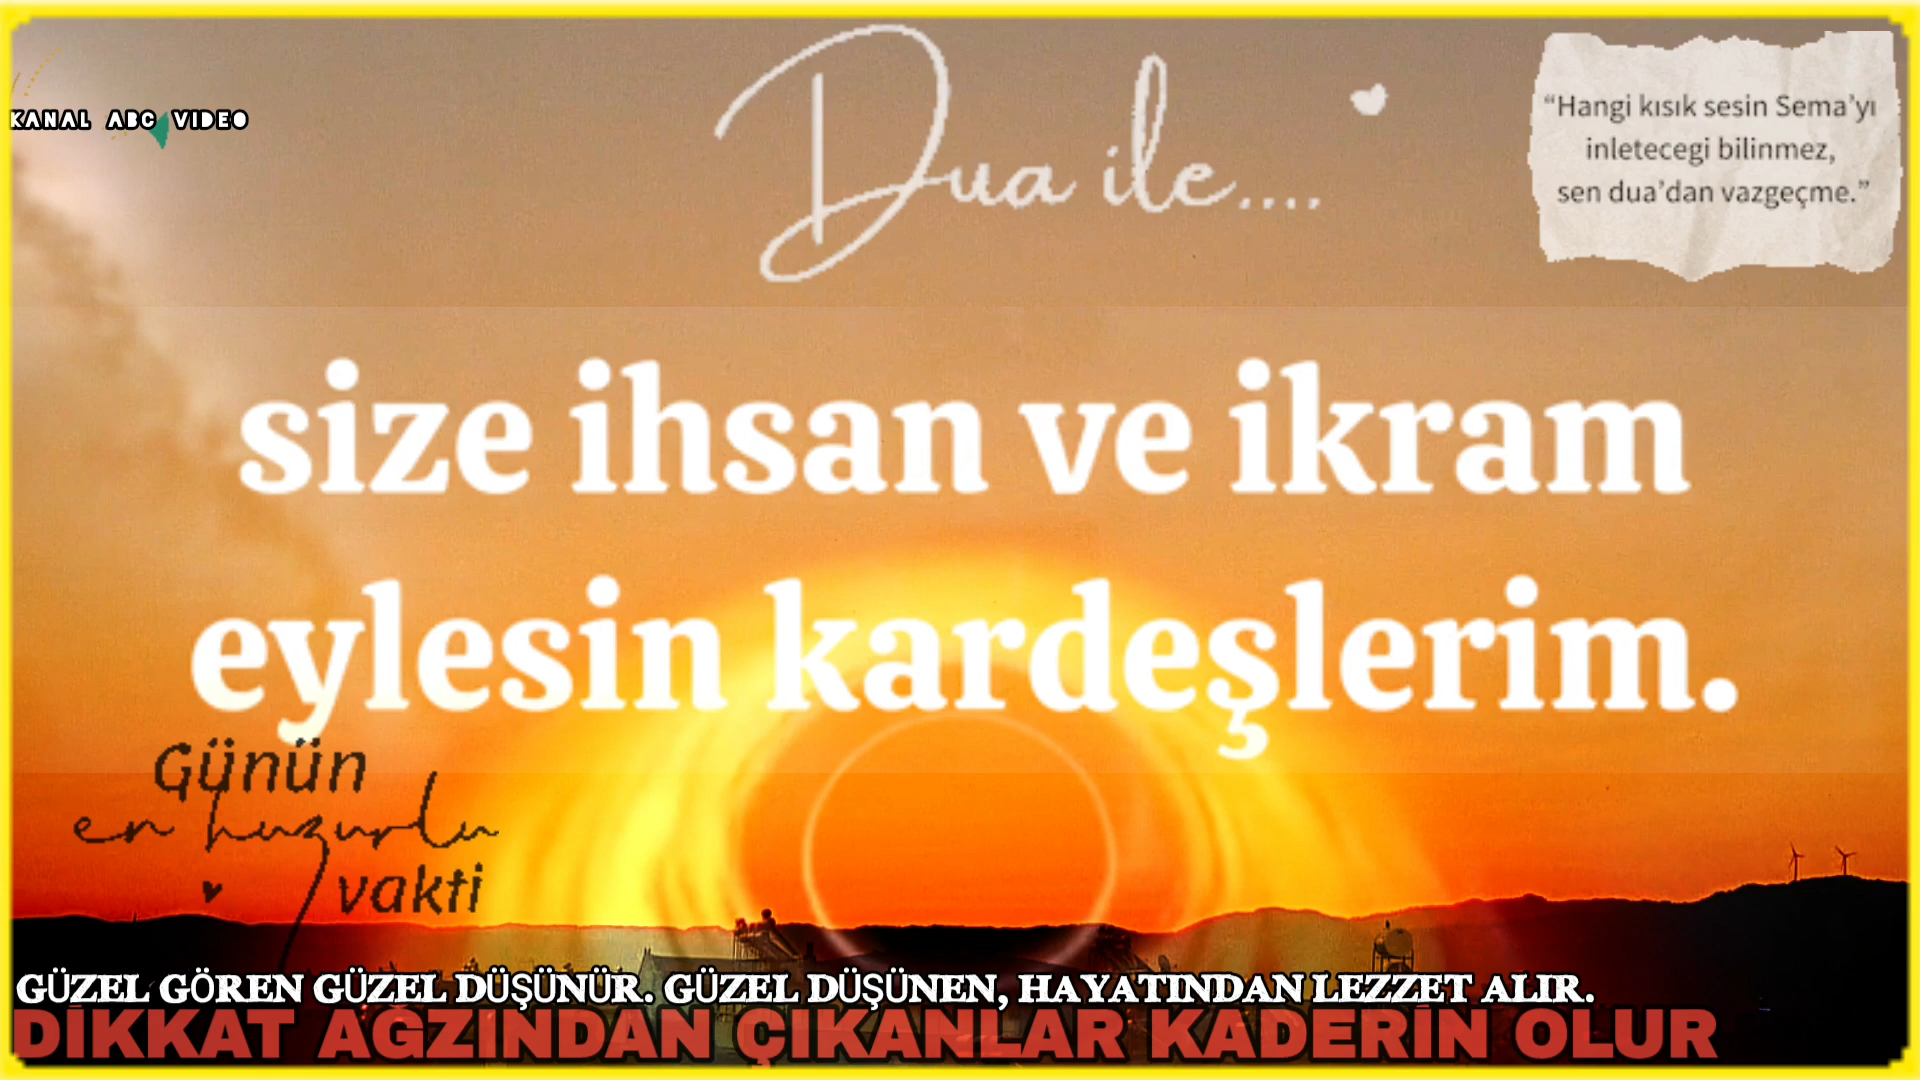 Dua ile....
KANAL ABC VIDEO
“Hangi kısık sesin Sema’yı
inletecegi bilinmez,
sen dua’dan vazgeçme.”
size ihsan ve ikram
eylesin kardeşlerim.
Günün
en huzurlu
vakti
GÜZEL GÖREN GÜZEL DÜŞÜNÜR. GÜZEL DÜŞÜNEN, HAYATINDAN LEZZET ALIR.
DİKKAT AĞZINDAN ÇIKANLAR KADERİN OLUR